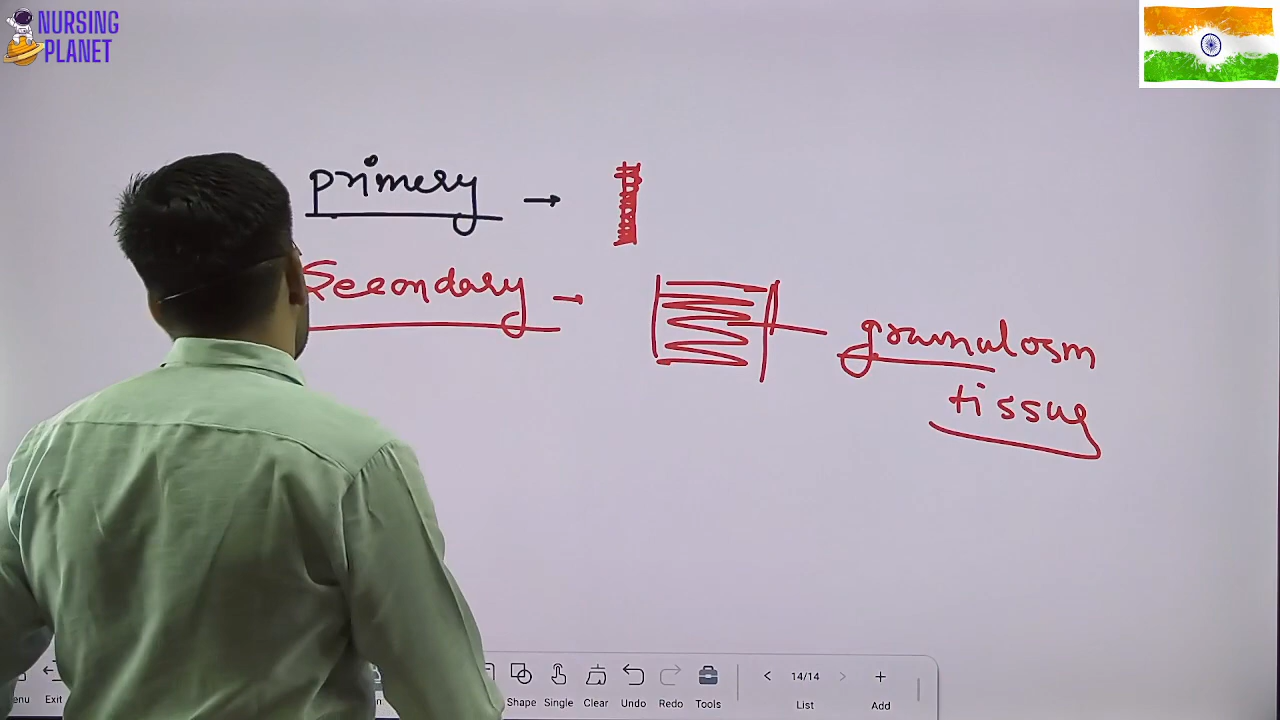 NURSING
PLANET
primery →
Secondary →
granulosm
tissue
Exit
Shape Single Clear Undo Redo Tools
14/14
List
Add